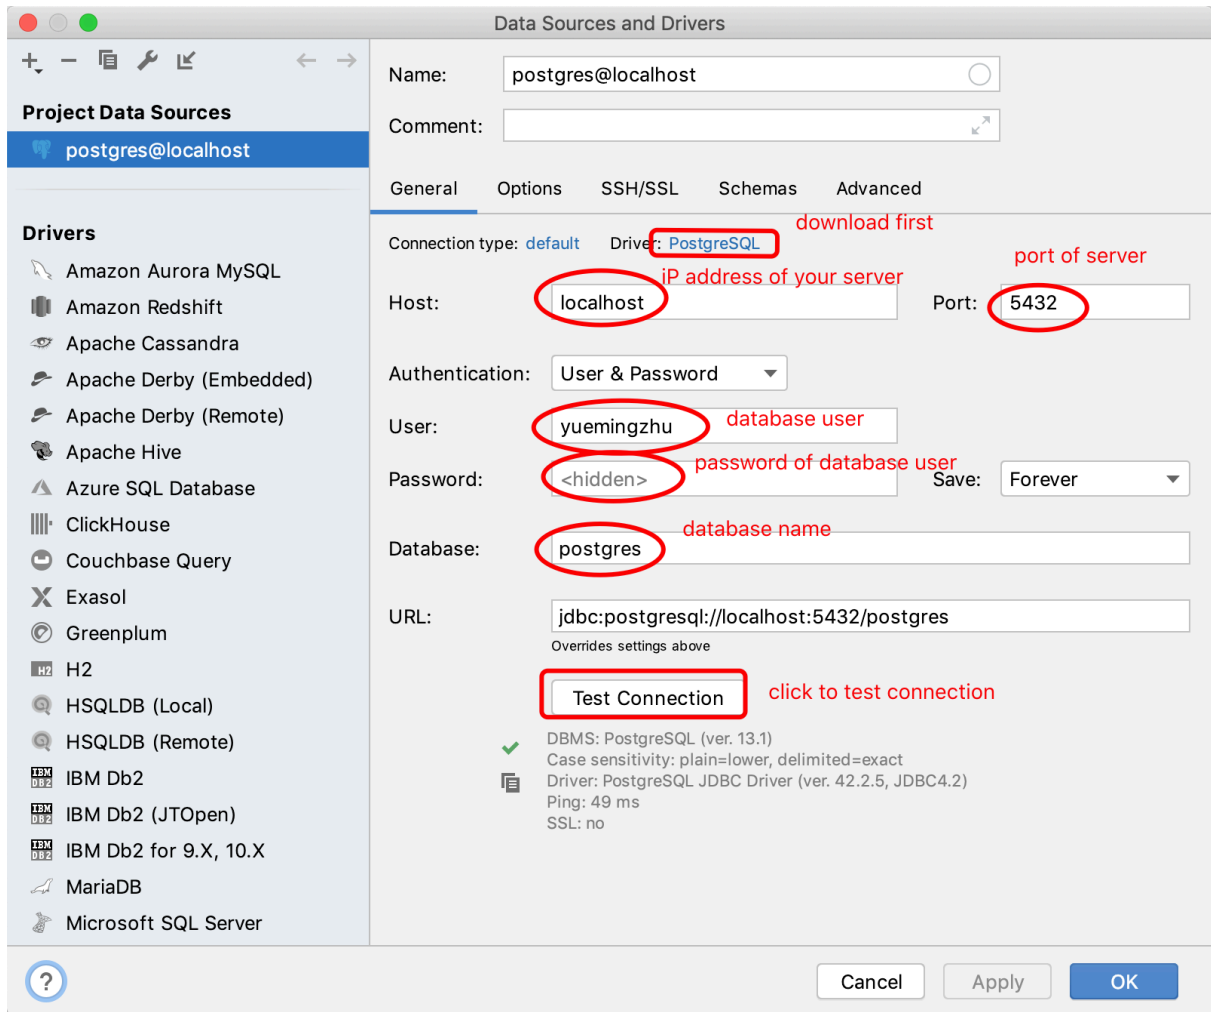 Data Sources and Drivers
Project Data Sources
postgres@localhost
Drivers
Amazon Aurora MySQL
Amazon Redshift
Apache Cassandra
Apache Derby (Embedded)
Apache Derby (Remote)
Apache Hive
Azure SQL Database
ClickHouse
Couchbase Query
Exasol
Greenplum
H2 H2
HSQLDB (Local)
HSQLDB (Remote)
IBM DB2 IBM Db2
IBM DB2 IBM Db2 (JTOpen)
IBM DB2 IBM Db2 for 9.X, 10.X
MariaDB
Microsoft SQL Server
Name: postgres@localhost
Comment:
General Options SSH/SSL Schemas Advanced
download first
Connection type: default Driver: PostgreSQL
port of server
iP address of your server
Host: localhost Port: 5432
Authentication: User & Password
User: yuemingzhu database user
password of database user
Password: <hidden> Save: Forever
database name
Database: postgres
URL: jdbc:postgresql://localhost:5432/postgres
Overrides settings above
Test Connection click to test connection
DBMS: PostgreSQL (ver. 13.1)
Case sensitivity: plain=lower, delimited=exact
Driver: PostgreSQL JDBC Driver (ver. 42.2.5, JDBC4.2)
Ping: 49 ms
SSL: no
? Cancel Apply OK